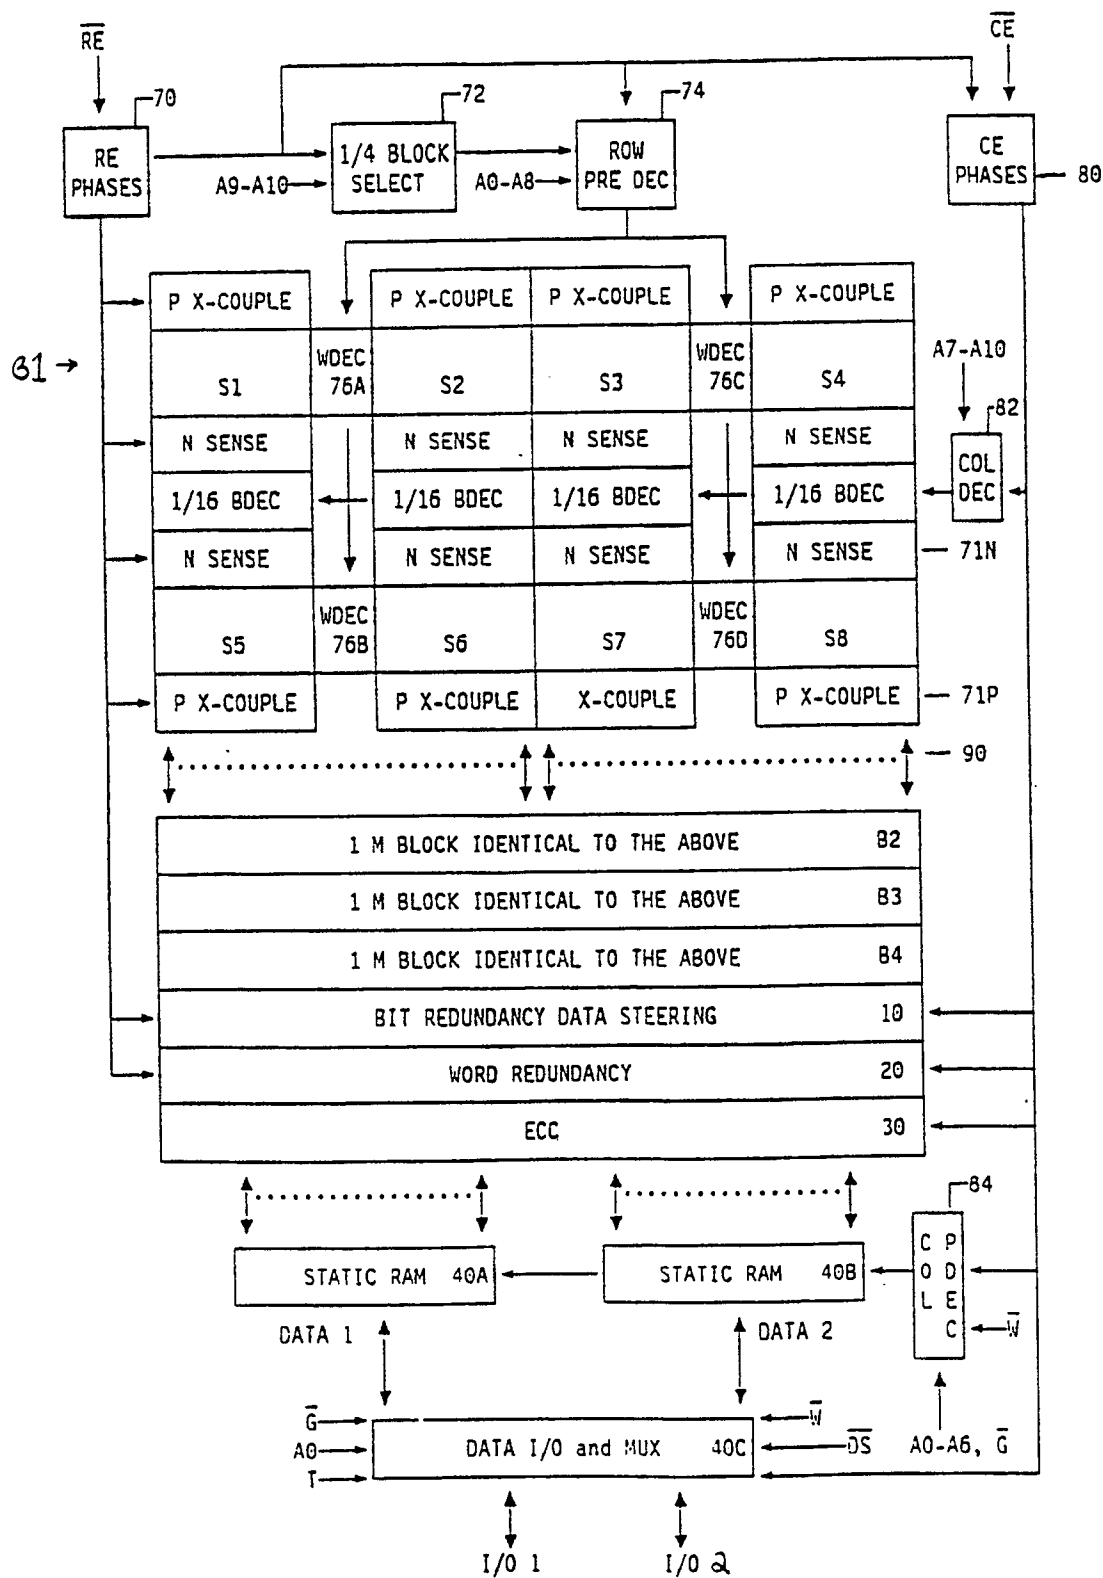 R̅E̅
C̅E̅
70
72
74
RE
PHASES
1/4 BLOCK
SELECT
ROW
PRE DEC
CE
PHASES
80
A9-A10
A0-A8
P X-COUPLE
P X-COUPLE
P X-COUPLE
P X-COUPLE
B1
WDEC
76A
WDEC
76C
A7-A10
S1
S2
S3
S4
82
N SENSE
N SENSE
N SENSE
N SENSE
COL
DEC
1/16 BDEC
1/16 BDEC
1/16 BDEC
1/16 BDEC
N SENSE
N SENSE
N SENSE
N SENSE
71N
WDEC
76B
WDEC
76D
S5
S6
S7
S8
P X-COUPLE
P X-COUPLE
X-COUPLE
P X-COUPLE
71P
90
1 M BLOCK IDENTICAL TO THE ABOVE B2
1 M BLOCK IDENTICAL TO THE ABOVE B3
1 M BLOCK IDENTICAL TO THE ABOVE B4
BIT REDUNDANCY DATA STEERING 10
WORD REDUNDANCY 20
ECC 30
84
COL
PDEC
W̅
STATIC RAM 40A
STATIC RAM 40B
DATA 1
DATA 2
G̅
A0
T
DATA I/O and MUX 40C
W̅
D̅S̅
A0-A6, G̅
I/O 1
I/O 2